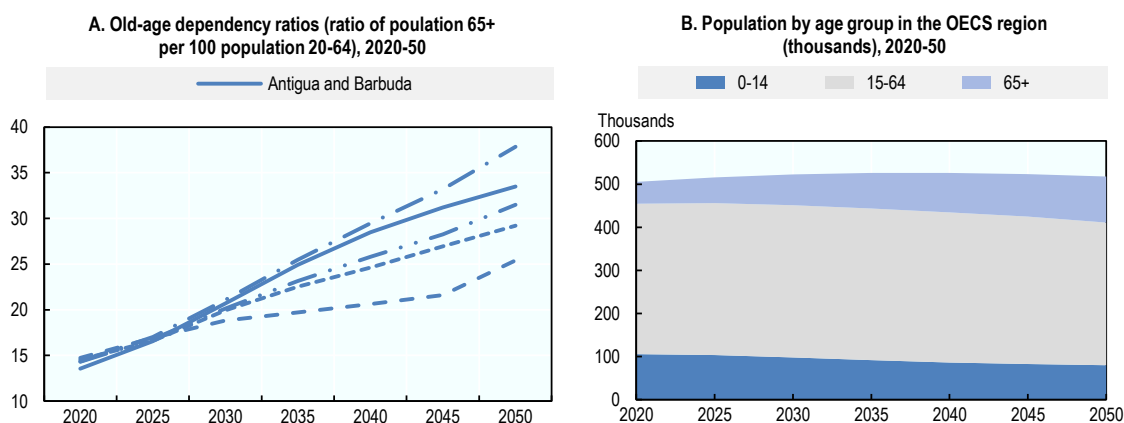 A. Old-age dependency ratios (ratio of poulation 65+
per 100 population 20-64), 2020-50
Antigua and Barbuda
40
35
30
25
20
15
10
2020 2025 2030 2035 2040 2045 2050
B. Population by age group in the OECS region
(thousands), 2020-50
0-14 15-64 65+
Thousands
600
500
400
300
200
100
0
2020 2025 2030 2035 2040 2045 2050